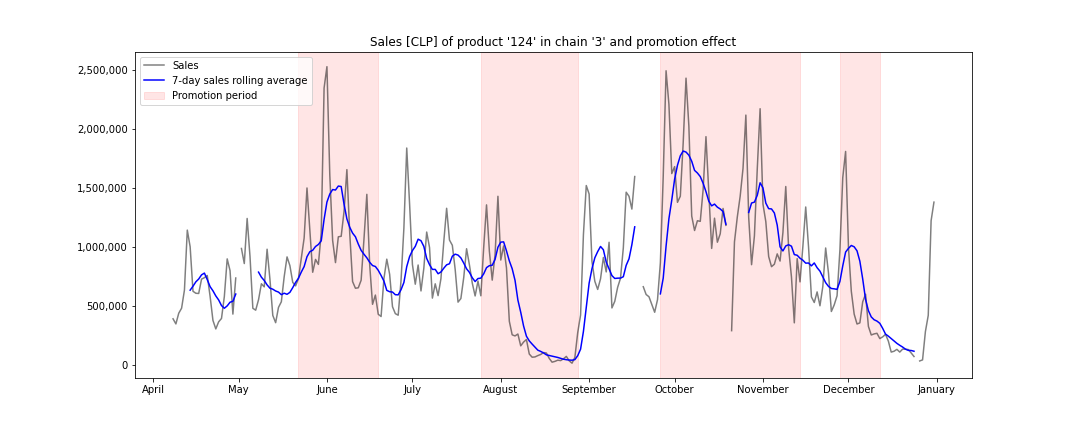 Sales [CLP] of product '124' in chain '3' and promotion effect
Sales
7-day sales rolling average
Promotion period
2,500,000
2,000,000
1,500,000
1,000,000
500,000
0
April May June July August September October November December January